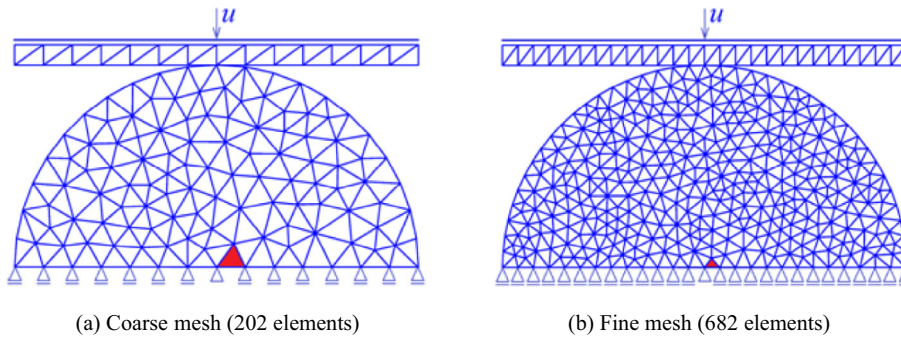 u
u
(a) Coarse mesh (202 elements)
(b) Fine mesh (682 elements)